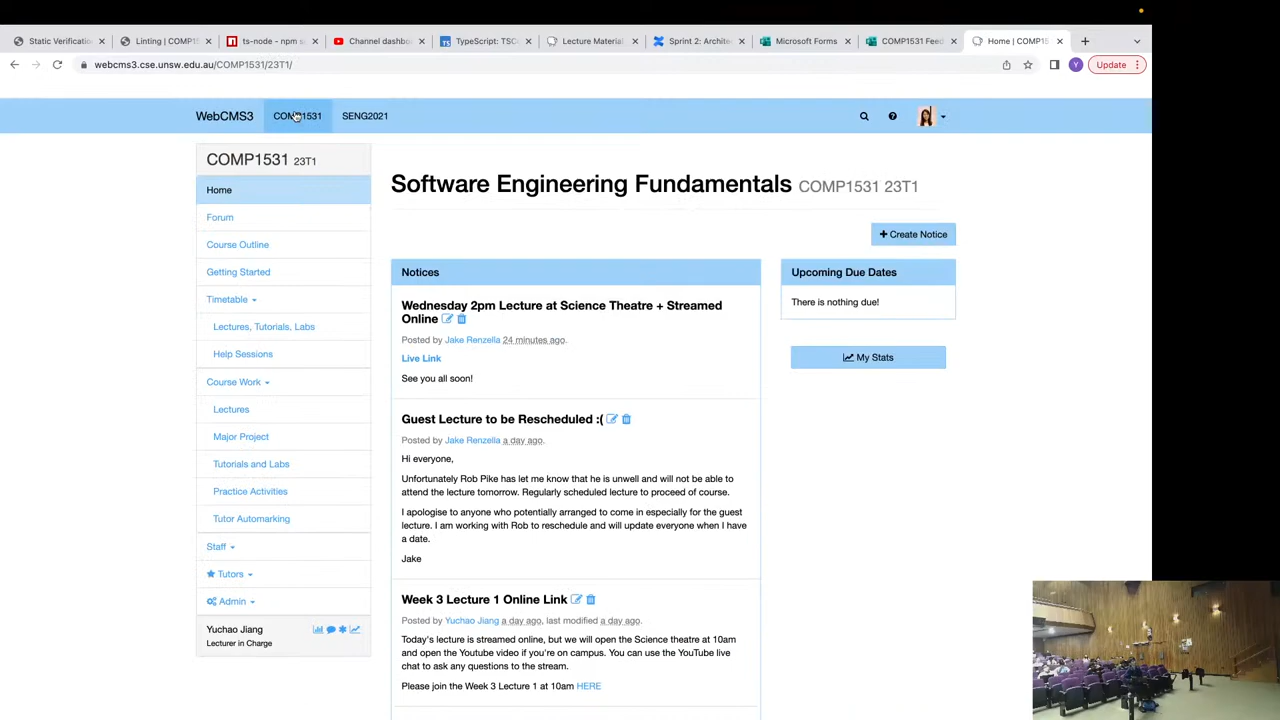 Static Verification
Linting | COMP15
ts-node - npm s
Channel dashbo
TypeScript: TSC
Lecture Material
Sprint 2: Archite
Microsoft Forms
COMP1531 Feed
Home | COMP15
webcms3.cse.unsw.edu.au/COMP1531/23T1/
Y
Update
WebCMS3
COMP1531
SENG2021
COMP1531 23T1
Home
Forum
Course Outline
Getting Started
Timetable
Lectures, Tutorials, Labs
Help Sessions
Course Work
Lectures
Major Project
Tutorials and Labs
Practice Activities
Tutor Automarking
Staff
Tutors
Admin
Yuchao Jiang
Lecturer in Charge
Software Engineering Fundamentals COMP1531 23T1
+ Create Notice
Notices
Wednesday 2pm Lecture at Science Theatre + Streamed
Online
Posted by Jake Renzella 24 minutes ago.
Live Link
See you all soon!
Guest Lecture to be Rescheduled :(
Posted by Jake Renzella a day ago.
Hi everyone,
Unfortunately Rob Pike has let me know that he is unwell and will not be able to
attend the lecture tomorrow. Regularly scheduled lecture to proceed of course.
I apologise to anyone who potentially arranged to come in especially for the guest
lecture. I am working with Rob to reschedule and will update everyone when I have
a date.
Jake
Week 3 Lecture 1 Online Link
Posted by Yuchao Jiang a day ago, last modified a day ago.
Today's lecture is streamed online, but we will open the Science theatre at 10am
and open the Youtube video if you're on campus. You can use the YouTube live
chat to ask any questions to the stream.
Please join the Week 3 Lecture 1 at 10am HERE
Upcoming Due Dates
There is nothing due!
My Stats